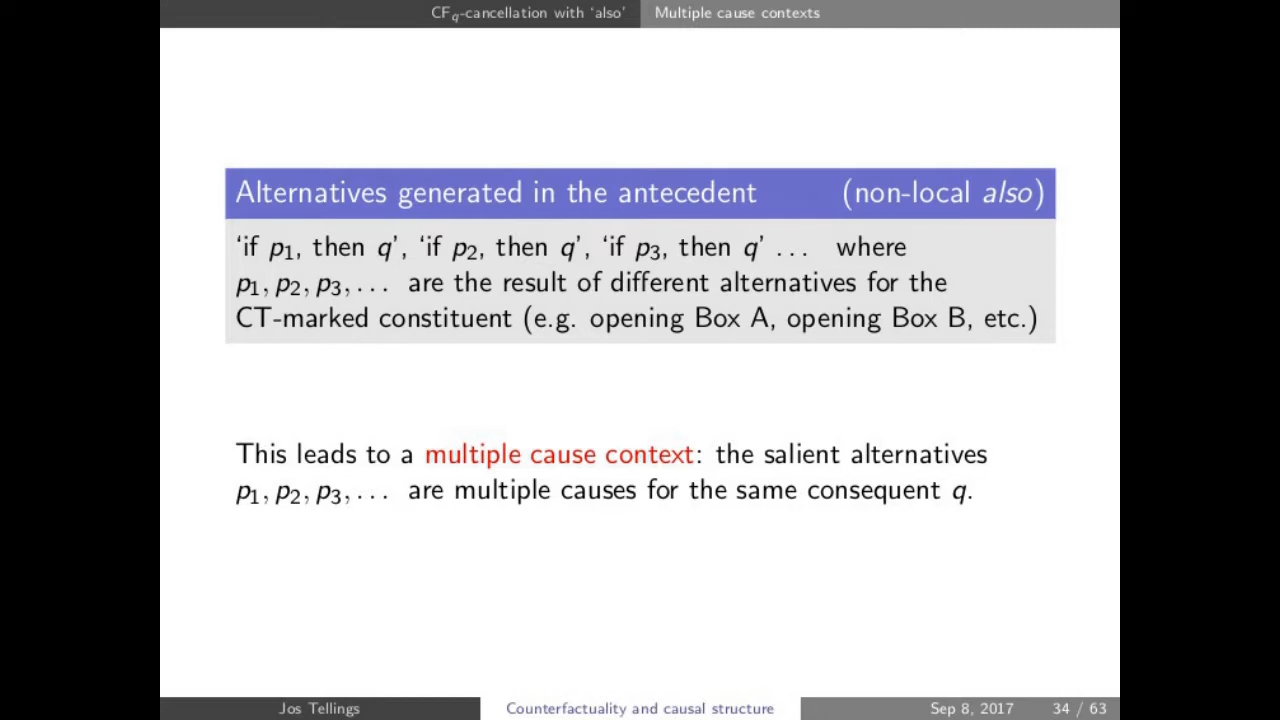 CFq-cancellation with ‘also’ Multiple cause contexts
Alternatives generated in the antecedent (non-local also)
‘if p1, then q’, ‘if p2, then q’, ‘if p3, then q’ ... where
p1, p2, p3, ... are the result of different alternatives for the
CT-marked constituent (e.g. opening Box A, opening Box B, etc.)
This leads to a multiple cause context: the salient alternatives
p1, p2, p3, ... are multiple causes for the same consequent q.
Jos Tellings Counterfactuality and causal structure Sep 8, 2017 34 / 63